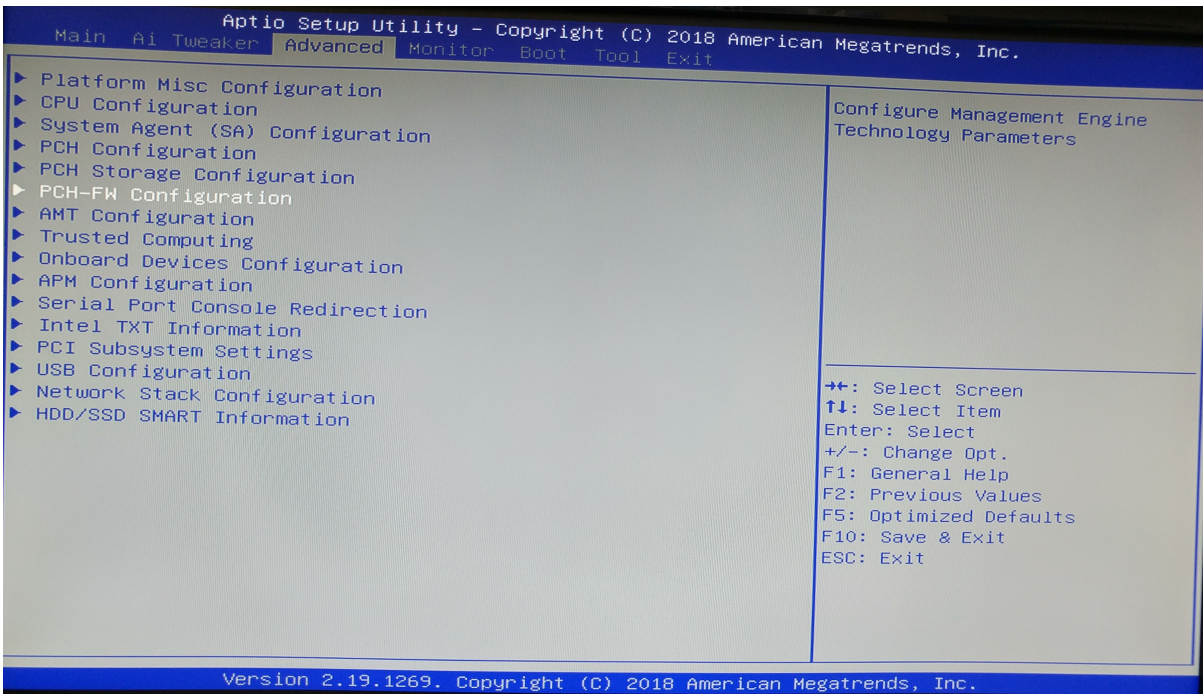 Aptio Setup Utility – Copyright (C) 2018 American Megatrends, Inc.
Main Ai Tweaker Advanced Monitor Boot Tool Exit
▶ Platform Misc Configuration
▶ CPU Configuration
▶ System Agent (SA) Configuration
▶ PCH Configuration
▶ PCH Storage Configuration
▶ PCH-FW Configuration
▶ AMT Configuration
▶ Trusted Computing
▶ Onboard Devices Configuration
▶ APM Configuration
▶ Serial Port Console Redirection
▶ Intel TXT Information
▶ PCI Subsystem Settings
▶ USB Configuration
▶ Network Stack Configuration
▶ HDD/SSD SMART Information
Configure Management Engine
Technology Parameters
→←: Select Screen
↑↓: Select Item
Enter: Select
+/-: Change Opt.
F1: General Help
F2: Previous Values
F5: Optimized Defaults
F10: Save & Exit
ESC: Exit
Version 2.19.1269. Copyright (C) 2018 American Megatrends, Inc.